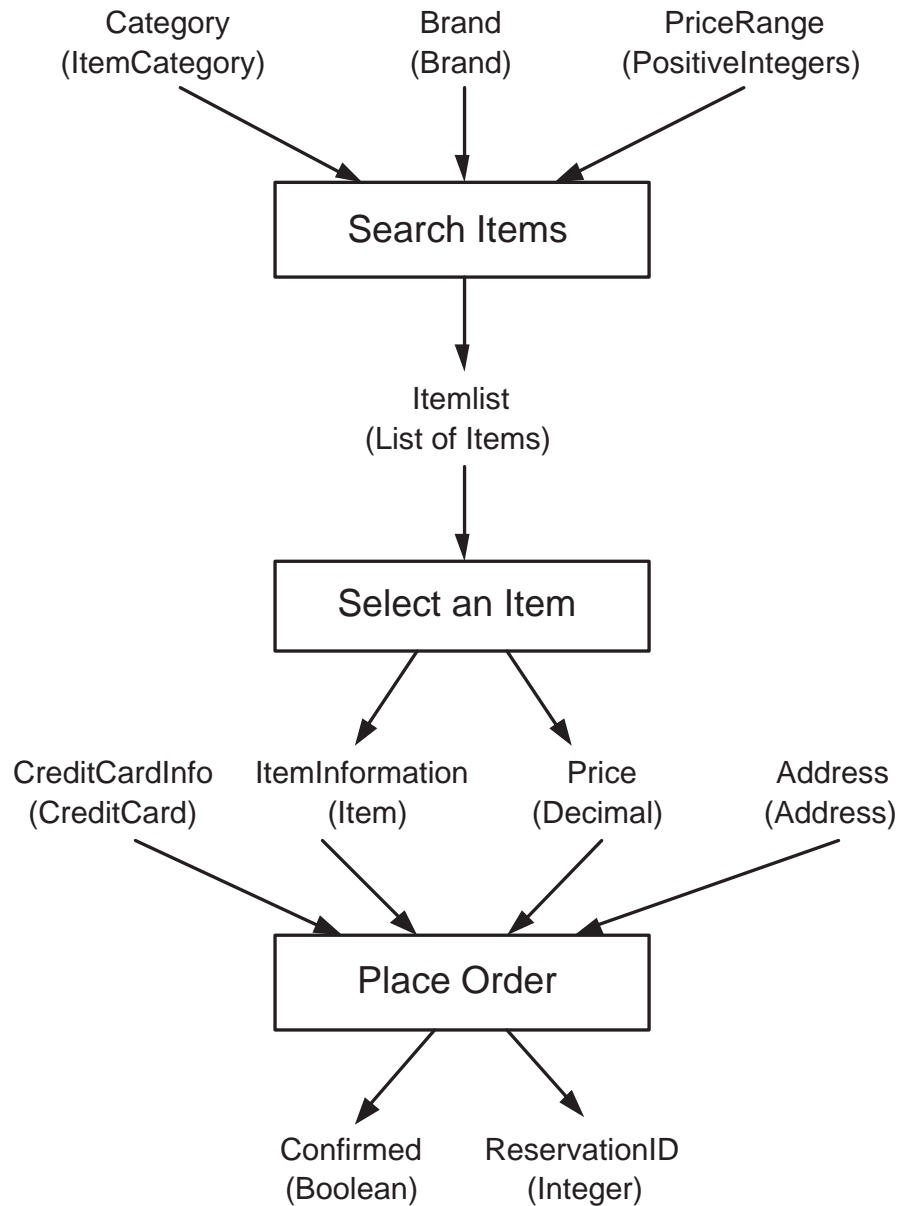 Category
(ItemCategory)
Brand
(Brand)
PriceRange
(PositiveIntegers)
Search Items
Itemlist
(List of Items)
Select an Item
CreditCardInfo
(CreditCard)
ItemInformation
(Item)
Price
(Decimal)
Address
(Address)
Place Order
Confirmed
(Boolean)
ReservationID
(Integer)